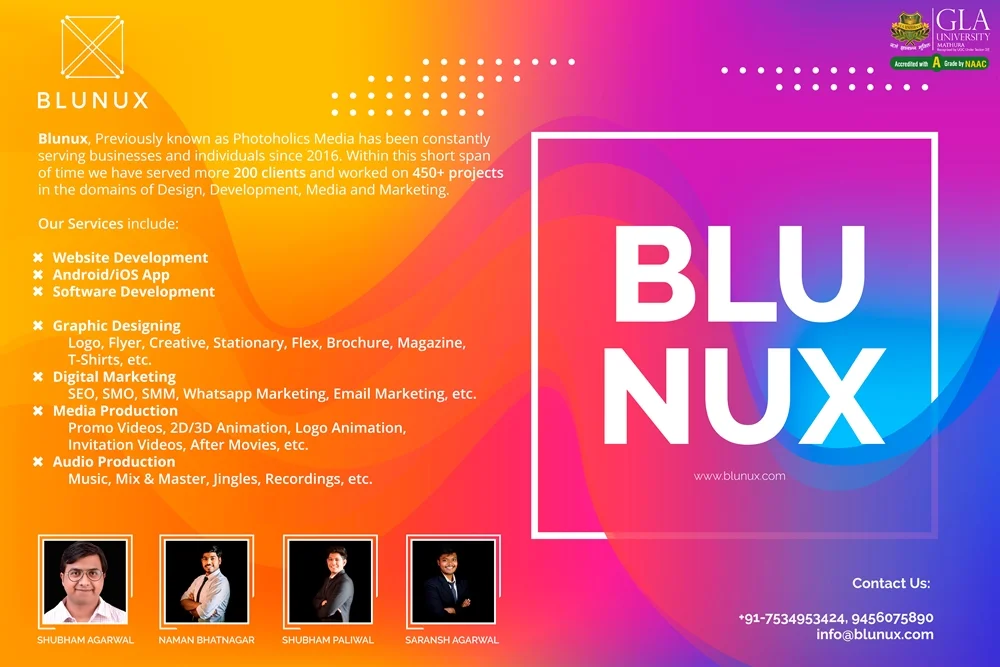 BLUNUX
Blunux, Previously known as Photoholics Media has been constantly
serving businesses and individuals since 2016. Within this short span
of time we have served more 200 clients and worked on 450+ projects
in the domains of Design, Development, Media and Marketing.
Our Services include:
✖ Website Development
✖ Android/iOS App
✖ Software Development
✖ Graphic Designing
Logo, Flyer, Creative, Stationary, Flex, Brochure, Magazine,
T-Shirts, etc.
✖ Digital Marketing
SEO, SMO, SMM, Whatsapp Marketing, Email Marketing, etc.
✖ Media Production
Promo Videos, 2D/3D Animation, Logo Animation,
Invitation Videos, After Movies, etc.
✖ Audio Production
Music, Mix & Master, Jingles, Recordings, etc.
SHUBHAM AGARWAL
NAMAN BHATNAGAR
SHUBHAM PALIWAL
SARANSH AGARWAL
GLA
UNIVERSITY
MATHURA
Recognised by UGC Under Section 2(f)
Accredited with A Grade by NAAC
BLU
NUX
www.blunux.com
Contact Us:
+91-7534953424, 9456075890
info@blunux.com